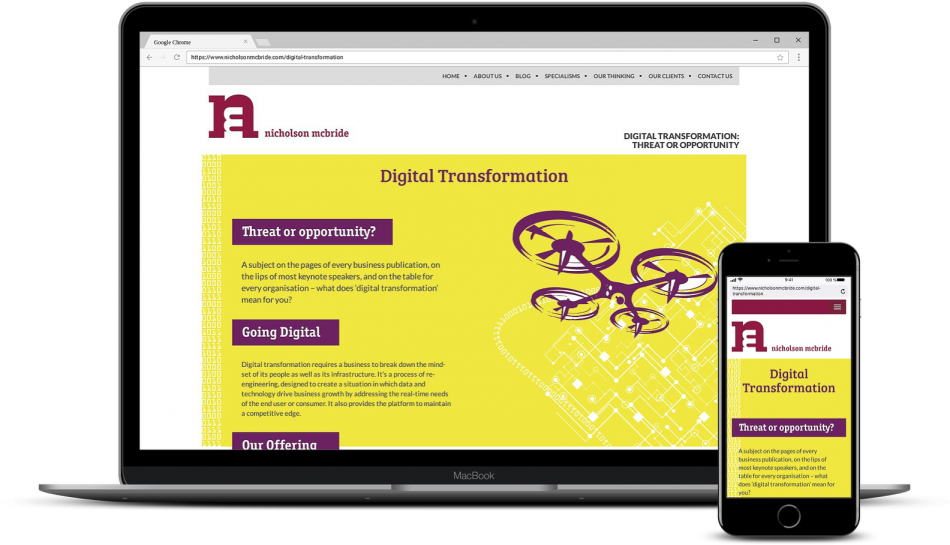 Google Chrome
https://www.nicholsonmcbride.com/digital-transformation
HOME • ABOUT US • BLOG • SPECIALISMS • OUR THINKING • OUR CLIENTS • CONTACT US
nicholson mcbride
DIGITAL TRANSFORMATION:
THREAT OR OPPORTUNITY
Digital Transformation
Threat or opportunity?
A subject on the pages of every business publication, on
the lips of most keynote speakers, and on the table for
every organisation – what does 'digital transformation'
mean for you?
Going Digital
Digital transformation requires a business to break down the mind-
set of its people as well as its infrastructure. It's a process of re-
engineering, designed to create a situation in which data and
technology drive business growth by addressing the real-time needs
of the end user or consumer. It also provides the platform to maintain
a competitive edge.
Our Offering
MacBook
9:41
100 %
https://www.nicholsonmcbride.com/digital-
transformation
nicholson mcbride
Digital
Transformation
Threat or opportunity?
A subject on the pages of every
business publication, on the lips of
most keynote speakers, and on the
table for every organisation – what
does 'digital transformation' mean for
you?